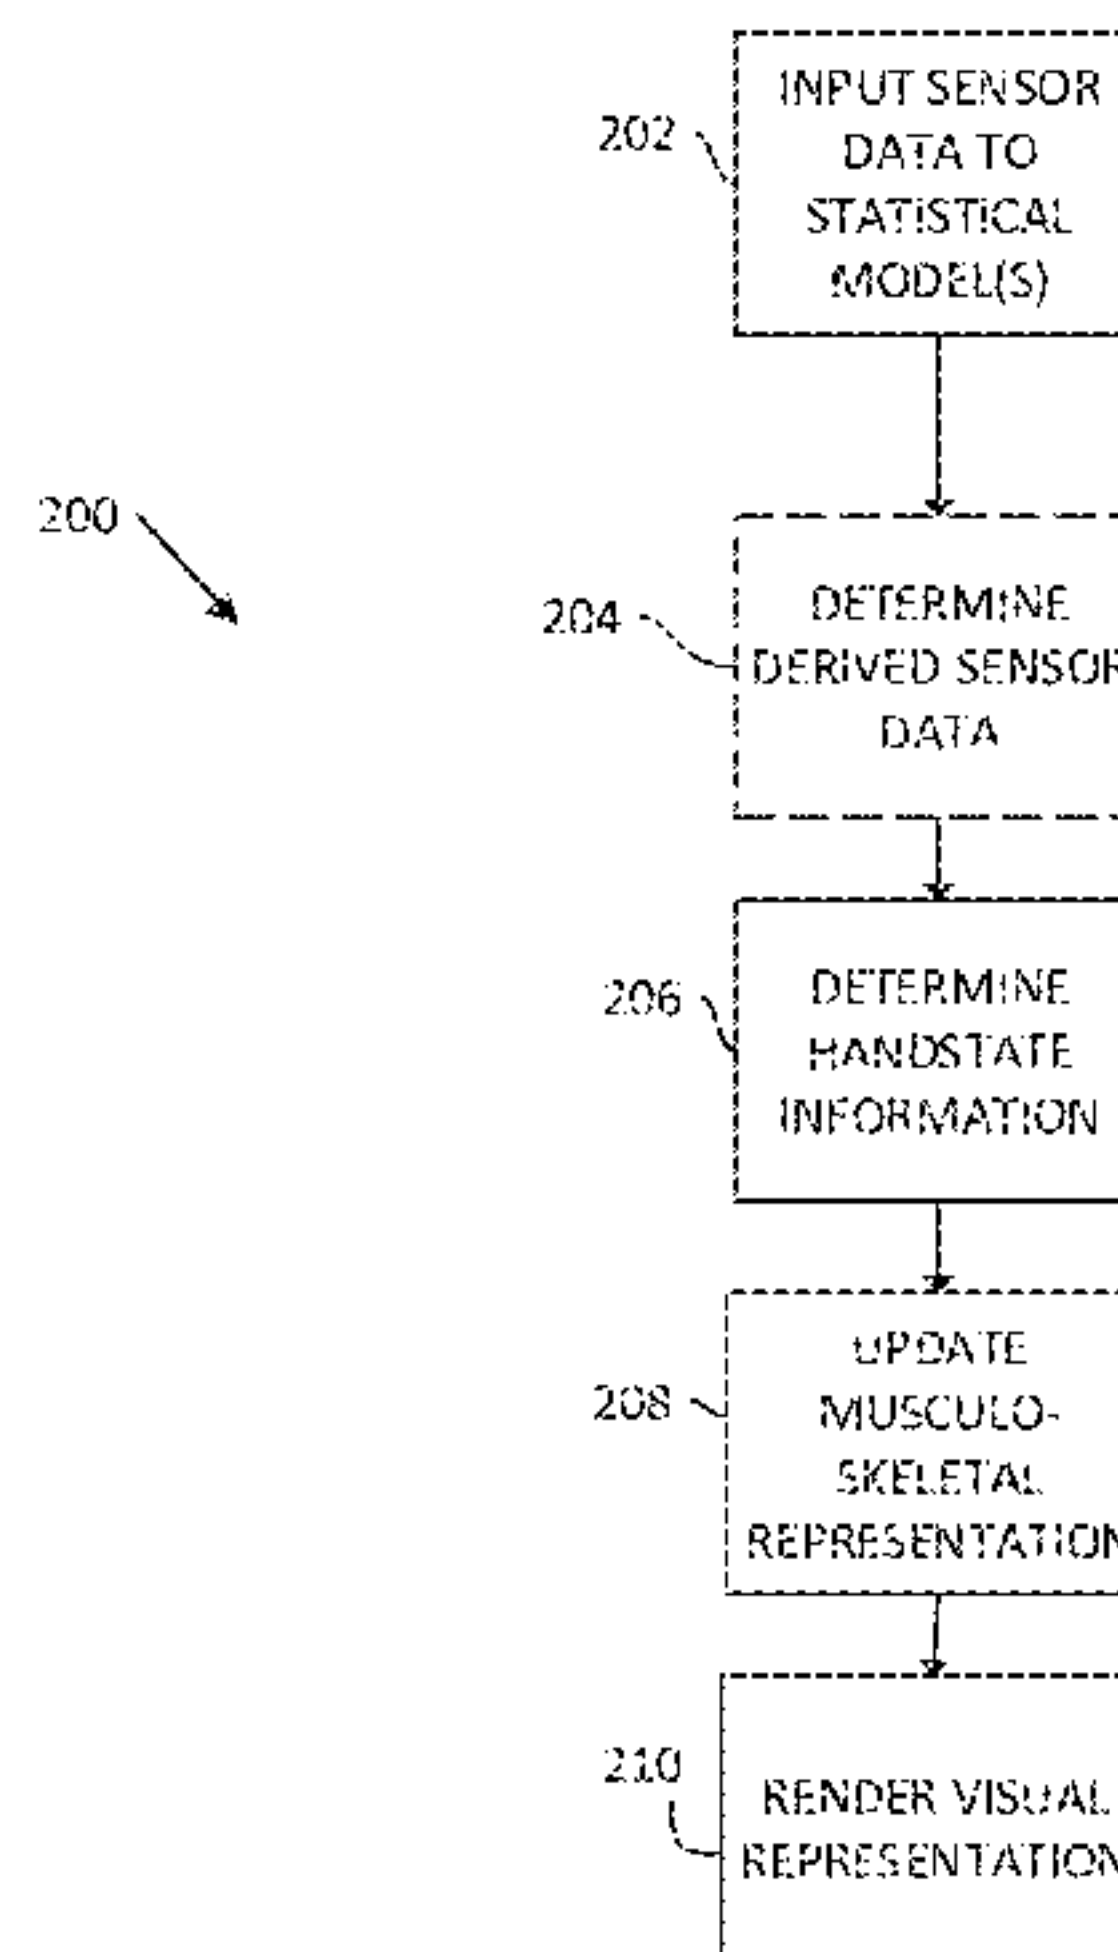 202
INPUT SENSOR
DATA TO
STATISTICAL
MODEL(S)
200
204
DETERMINE
DERIVED SENSOR
DATA
206
DETERMINE
HANDSTATE
INFORMATION
208
UPDATE
MUSCULO-
SKELETAL
REPRESENTATION
210
RENDER VISUAL
REPRESENTATION